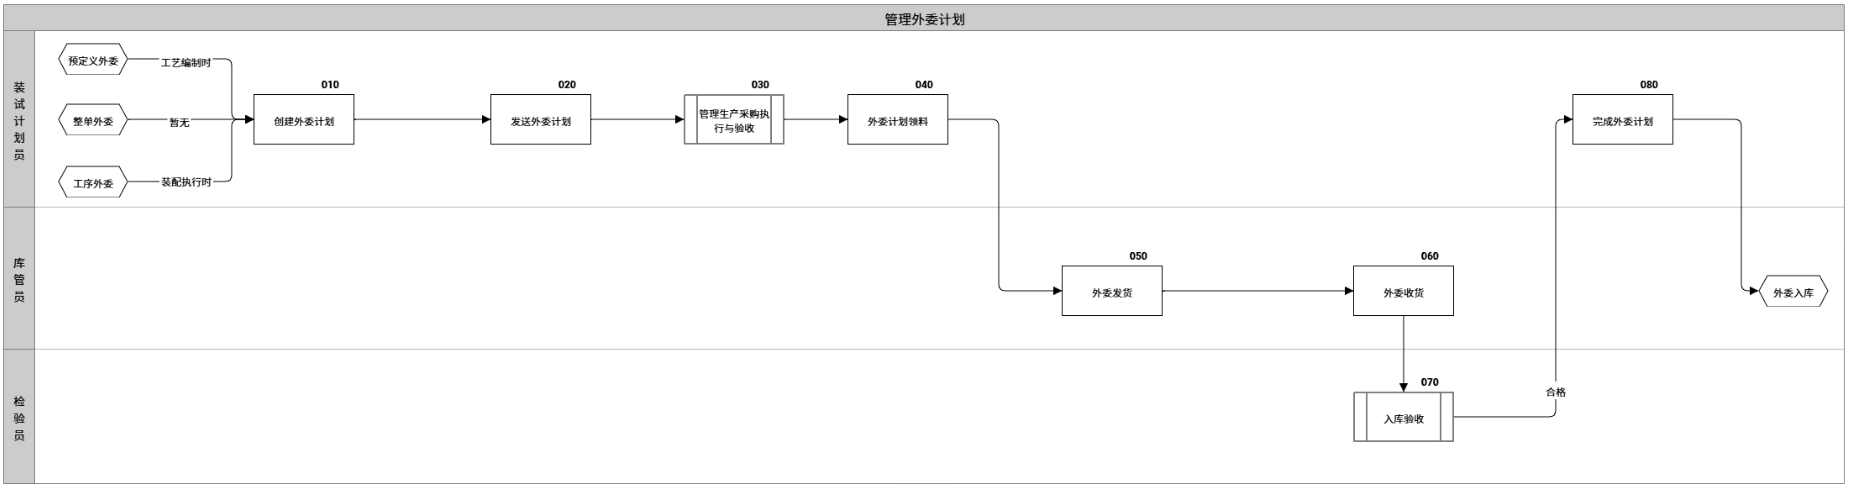 管理外委计划
装试计划员
预定义外委
工艺编制时
整单外委
暂无
工序外委
装配执行时
010
创建外委计划
020
发送外委计划
030
管理生产采购执
行与验收
040
外委计划领料
080
完成外委计划
库管员
050
外委发货
060
外委收货
外委入库
检验员
070
入库验收
合格